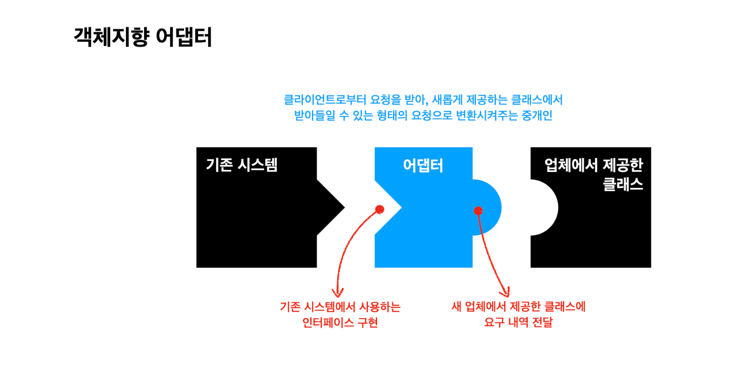 객체지향 어댑터
클라이언트로부터 요청을 받아, 새롭게 제공하는 클래스에서
받아들일 수 있는 형태의 요청으로 변환시켜주는 중개인
기존 시스템
어댑터
업체에서 제공한
클래스
기존 시스템에서 사용하는
인터페이스 구현
새 업체에서 제공한 클래스에
요구 내역 전달